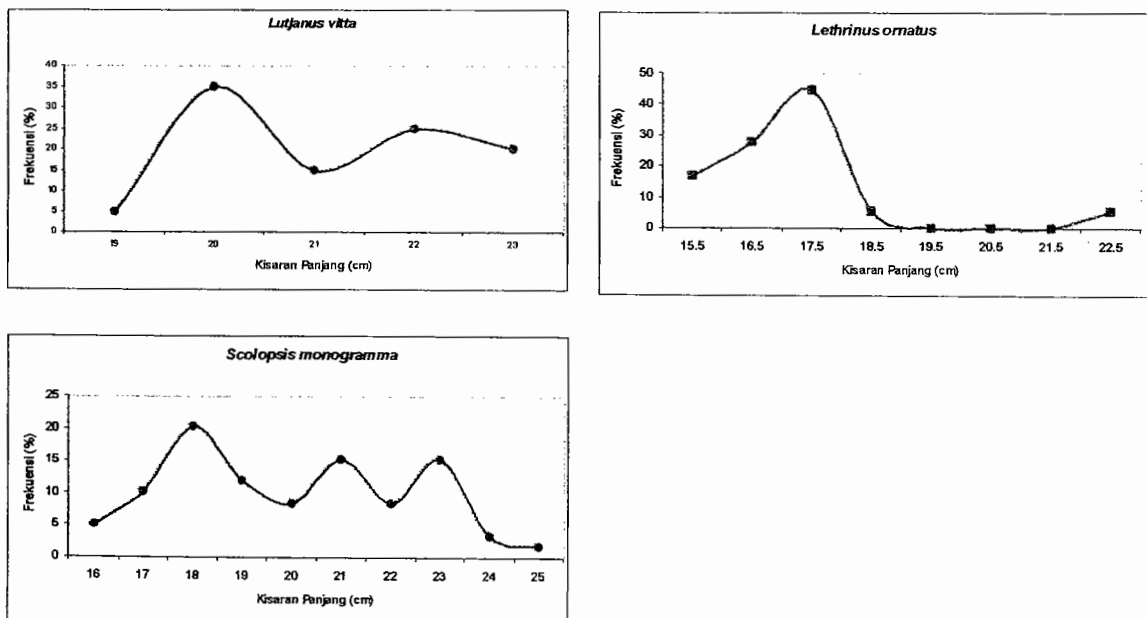 Lutjanus vitta
Frekuensi (%)
40
35
30
25
20
15
10
5
0
19 20 21 22 23
Kisaran Panjang (cm)
Lethrinus ornatus
Frekuensi (%)
50
40
30
20
10
0
15.5 16.5 17.5 18.5 19.5 20.5 21.5 22.5
Kisaran Panjang (cm)
Scolopsis monogramma
Frekuensi (%)
25
20
15
10
5
0
16 17 18 19 20 21 22 23 24 25
Kisaran Panjang (cm)